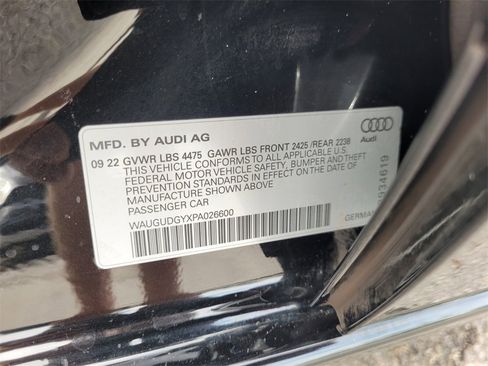 MFD. BY AUDI AG
Audi
09 22 GVWR LBS 4475 GAWR LBS FRONT 2425 /REAR 2238
THIS VEHICLE CONFORMS TO ALL APPLICABLE U.S.
FEDERAL MOTOR VEHICLE SAFETY, BUMPER AND THEFT
PREVENTION STANDARDS IN EFFECT ON THE DATE OF
MANUFACTURE SHOWN ABOVE
PASSENGER CAR
WAUGUDGYXPA026600
GERMAN
934619